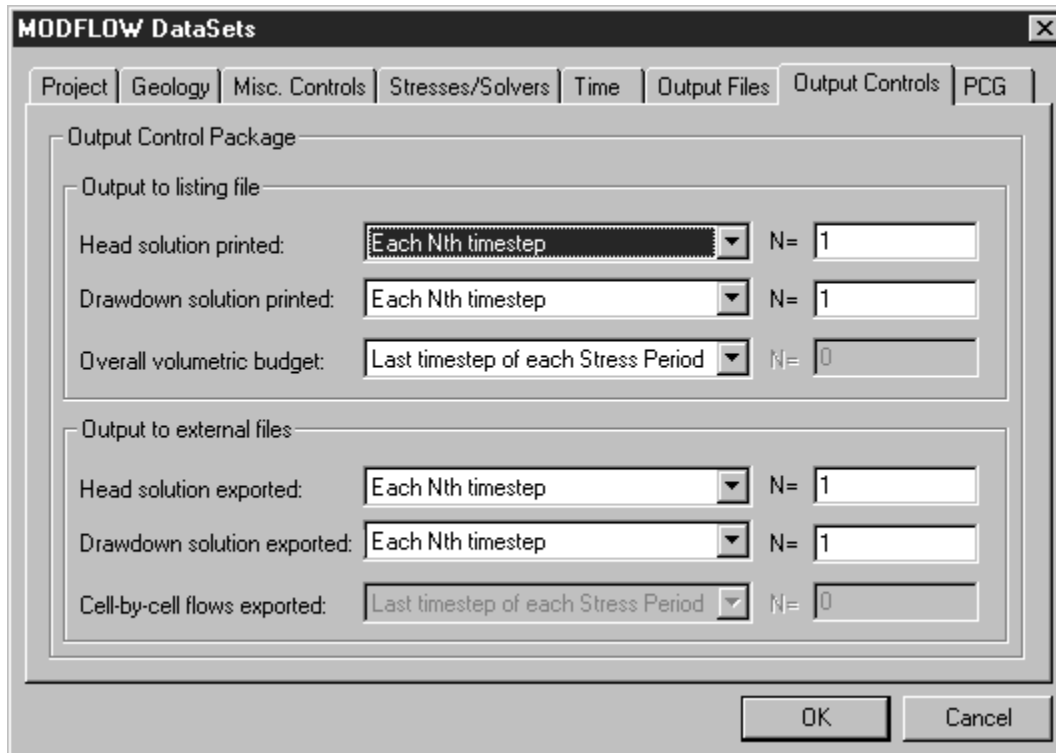 MODFLOW DataSets
Project Geology Misc. Controls Stresses/Solvers Time Output Files Output Controls PCG
Output Control Package
Output to listing file
Head solution printed: Each Nth timestep N= 1
Drawdown solution printed: Each Nth timestep N= 1
Overall volumetric budget: Last timestep of each Stress Period N= 0
Output to external files
Head solution exported: Each Nth timestep N= 1
Drawdown solution exported: Each Nth timestep N= 1
Cell-by-cell flows exported: Last timestep of each Stress Period N= 0
OK Cancel